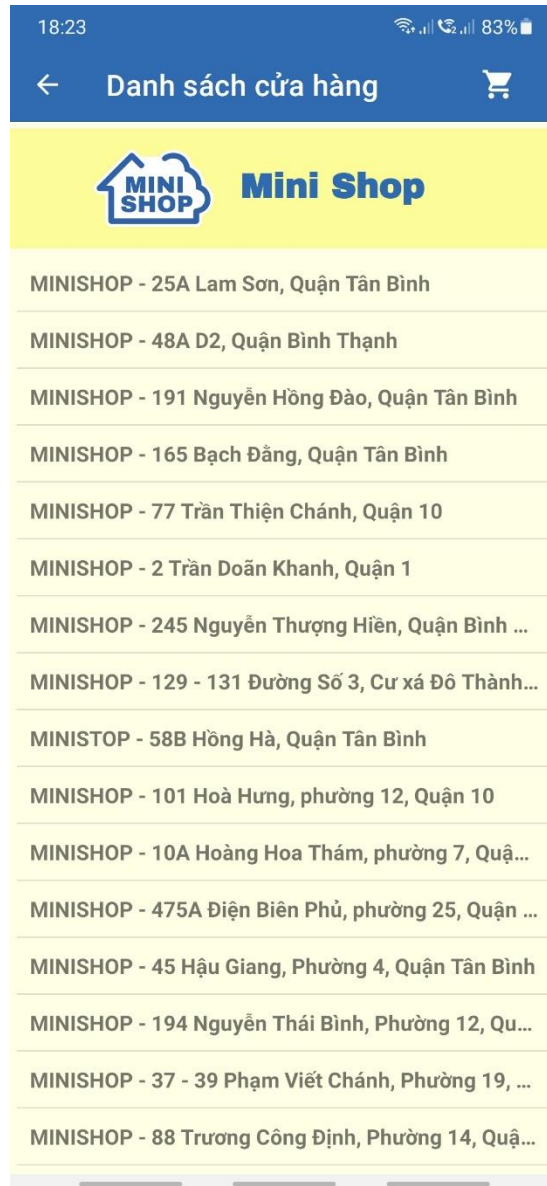 18:23
83%
Danh sách cửa hàng
MINI
SHOP
Mini Shop
MINISHOP - 25A Lam Sơn, Quận Tân Bình
MINISHOP - 48A D2, Quận Bình Thạnh
MINISHOP - 191 Nguyễn Hồng Đào, Quận Tân Bình
MINISHOP - 165 Bạch Đằng, Quận Tân Bình
MINISHOP - 77 Trần Thiện Chánh, Quận 10
MINISHOP - 2 Trần Doãn Khanh, Quận 1
MINISHOP - 245 Nguyễn Thượng Hiền, Quận Bình ...
MINISHOP - 129 - 131 Đường Số 3, Cư xá Đô Thành...
MINISTOP - 58B Hồng Hà, Quận Tân Bình
MINISHOP - 101 Hoà Hưng, phường 12, Quận 10
MINISHOP - 10A Hoàng Hoa Thám, phường 7, Quậ...
MINISHOP - 475A Điện Biên Phủ, phường 25, Quận ...
MINISHOP - 45 Hậu Giang, Phường 4, Quận Tân Bình
MINISHOP - 194 Nguyễn Thái Bình, Phường 12, Qu...
MINISHOP - 37 - 39 Phạm Viết Chánh, Phường 19, ...
MINISHOP - 88 Trương Công Định, Phường 14, Quậ...